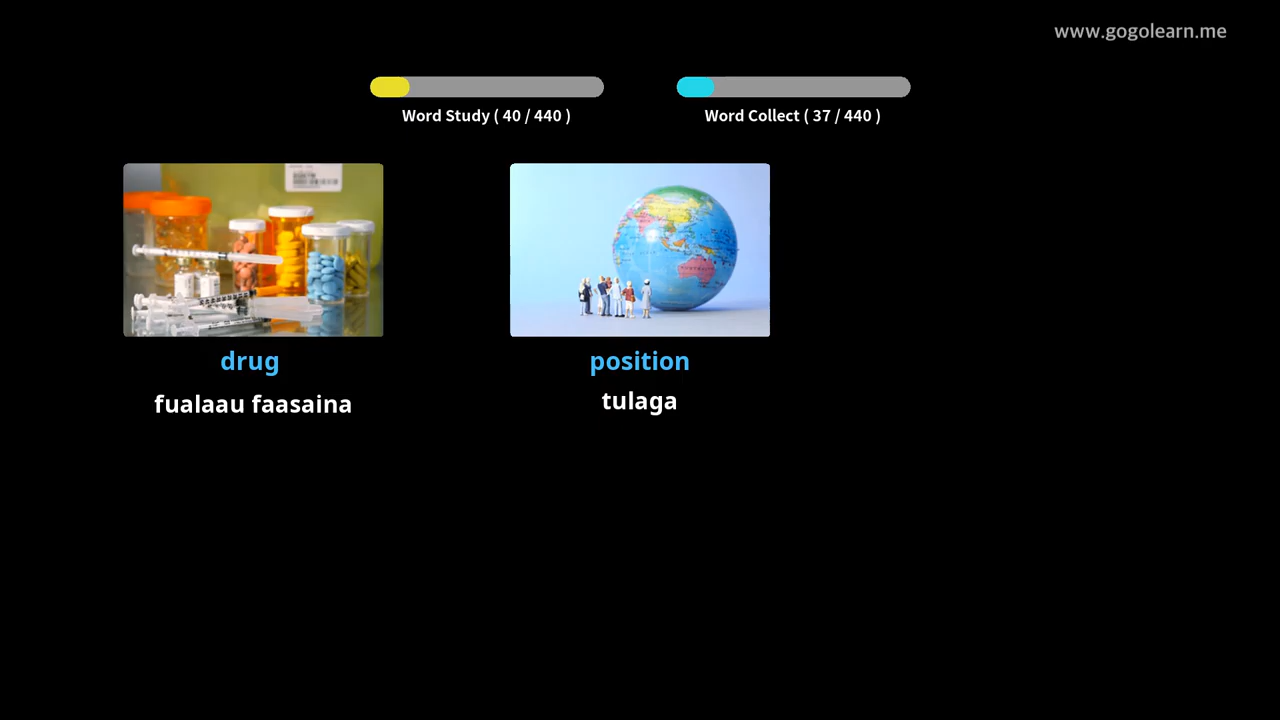 www.gogolearn.me
Word Study ( 40 / 440 )
Word Collect ( 37 / 440 )
drug
fualaau faasaina
position
tulaga